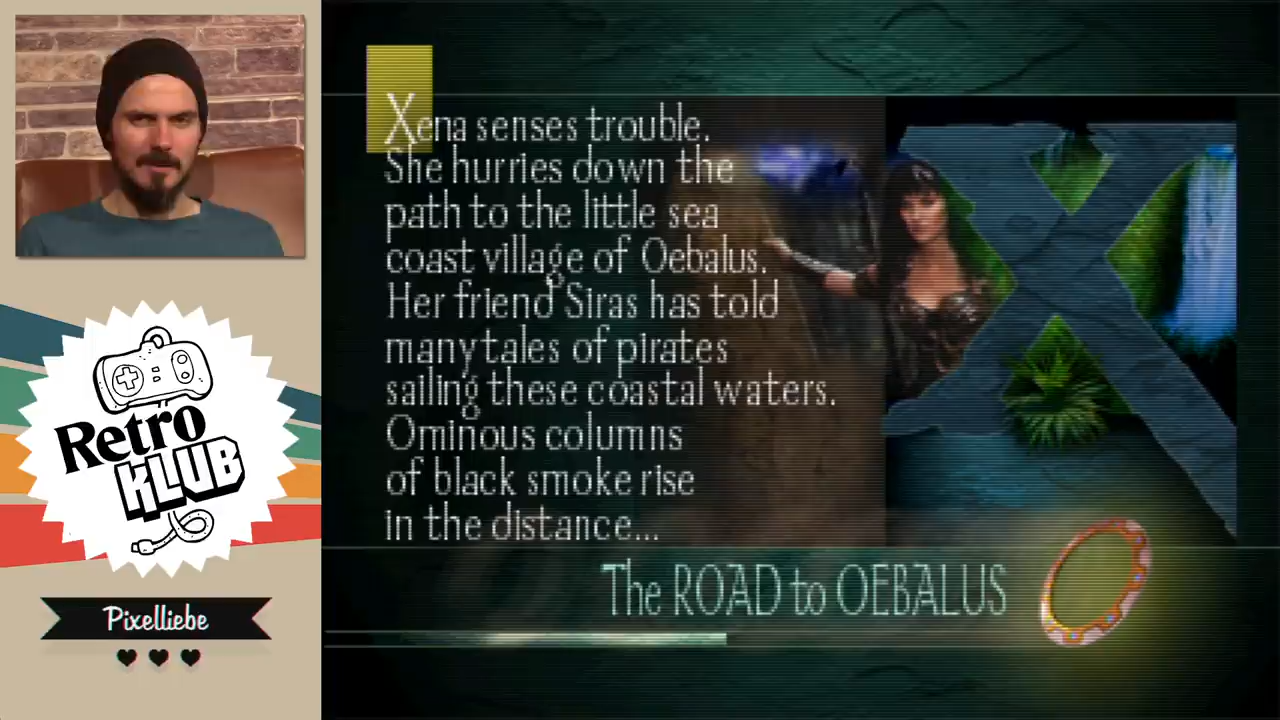 Xena senses trouble.
She hurries down the
path to the little sea
coast village of Oebalus.
Her friend Siras has told
many tales of pirates
sailing these coastal waters.
Ominous columns
of black smoke rise
in the distance...
The ROAD to OEBALUS
Retro
KLUB
Pixelliebe